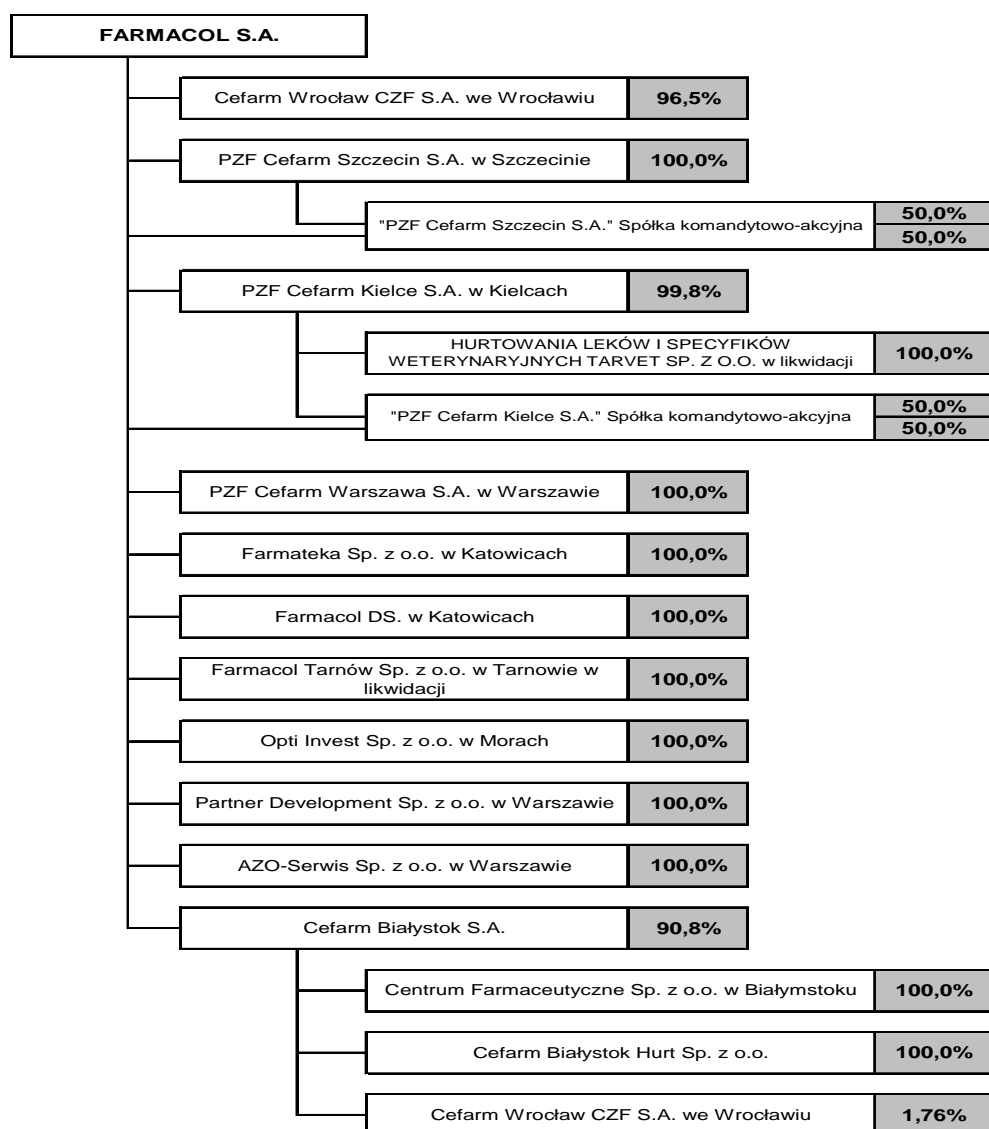 FARMACOL S.A.
Cefarm Wrocław CZF S.A. we Wrocławiu 96,5%
PZF Cefarm Szczecin S.A. w Szczecinie 100,0%
"PZF Cefarm Szczecin S.A." Spółka komandytowo-akcyjna 50,0%
50,0%
PZF Cefarm Kielce S.A. w Kielcach 99,8%
HURTOWANIA LEKÓW I SPECYFIKÓW
WETERYNARYJNYCH TARVET SP. Z O.O. w likwidacji 100,0%
"PZF Cefarm Kielce S.A." Spółka komandytowo-akcyjna 50,0%
50,0%
PZF Cefarm Warszawa S.A. w Warszawie 100,0%
Farmateka Sp. z o.o. w Katowicach 100,0%
Farmacol DS. w Katowicach 100,0%
Farmacol Tarnów Sp. z o.o. w Tarnowie w
likwidacji 100,0%
Opti Invest Sp. z o.o. w Morach 100,0%
Partner Development Sp. z o.o. w Warszawie 100,0%
AZO-Serwis Sp. z o.o. w Warszawie 100,0%
Cefarm Białystok S.A. 90,8%
Centrum Farmaceutyczne Sp. z o.o. w Białymstoku 100,0%
Cefarm Białystok Hurt Sp. z o.o. 100,0%
Cefarm Wrocław CZF S.A. we Wrocławiu 1,76%